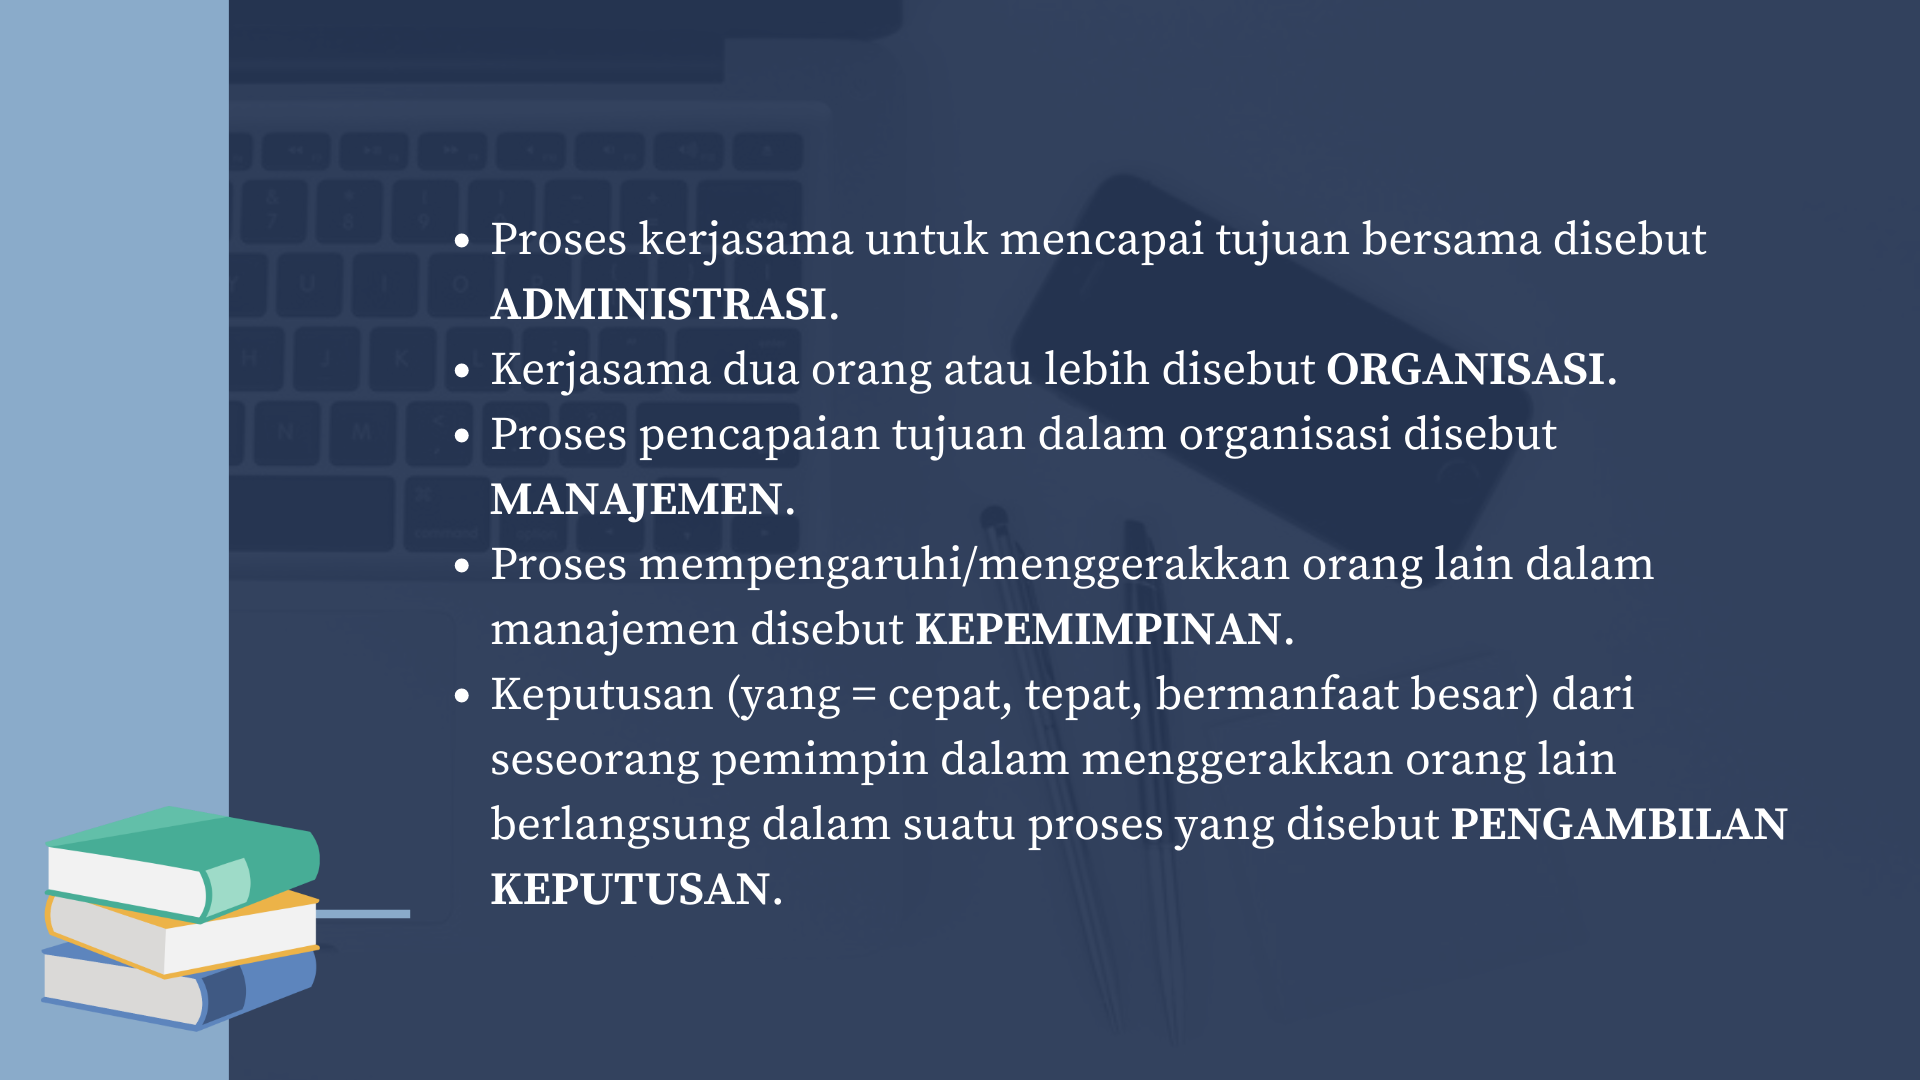 • Proses kerjasama untuk mencapai tujuan bersama disebut
ADMINISTRASI.
• Kerjasama dua orang atau lebih disebut ORGANISASI.
• Proses pencapaian tujuan dalam organisasi disebut
MANAJEMEN.
• Proses mempengaruhi/menggerakkan orang lain dalam
manajemen disebut KEPEMIMPINAN.
• Keputusan (yang = cepat, tepat, bermanfaat besar) dari
seseorang pemimpin dalam menggerakkan orang lain
berlangsung dalam suatu proses yang disebut PENGAMBILAN
KEPUTUSAN.